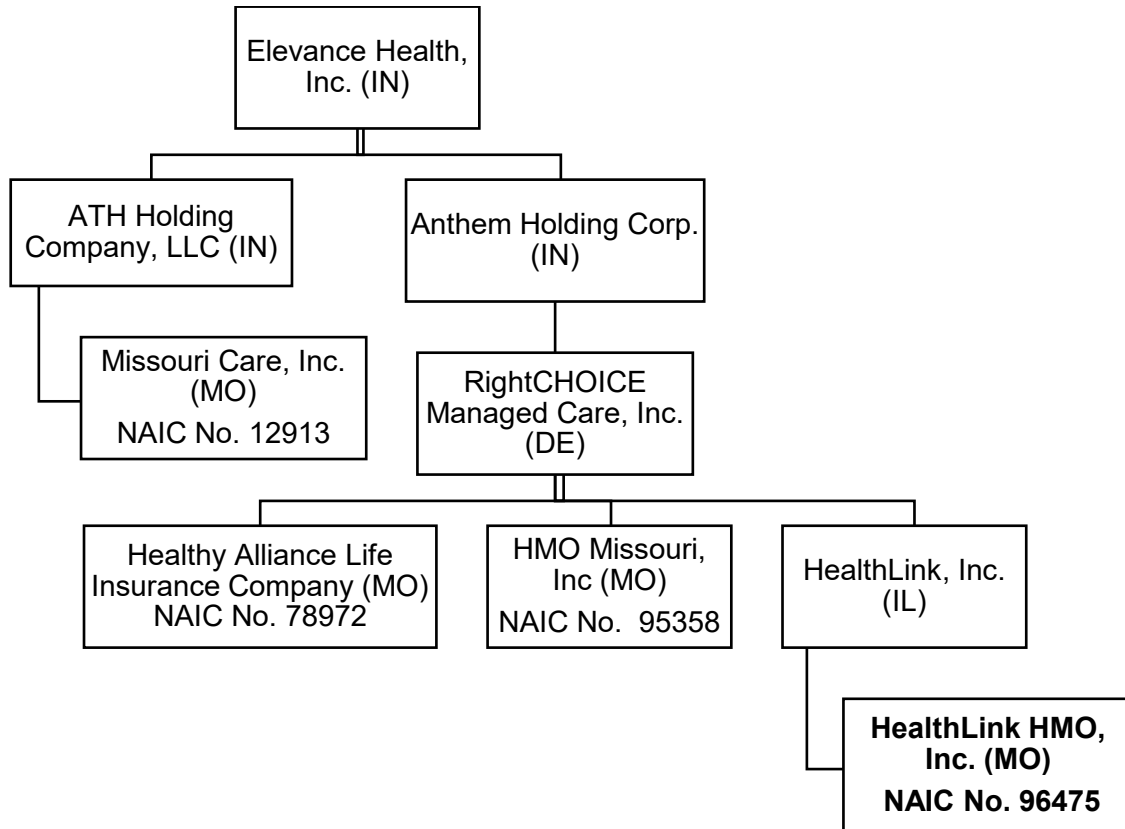 Elevance Health,
Inc. (IN)
ATH Holding
Company, LLC (IN)
Anthem Holding Corp.
(IN)
Missouri Care, Inc.
(MO)
NAIC No. 12913
RightCHOICE
Managed Care, Inc.
(DE)
Healthy Alliance Life
Insurance Company (MO)
NAIC No. 78972
HMO Missouri,
Inc (MO)
NAIC No.  95358
HealthLink, Inc.
(IL)
HealthLink HMO,
Inc. (MO)
NAIC No. 96475